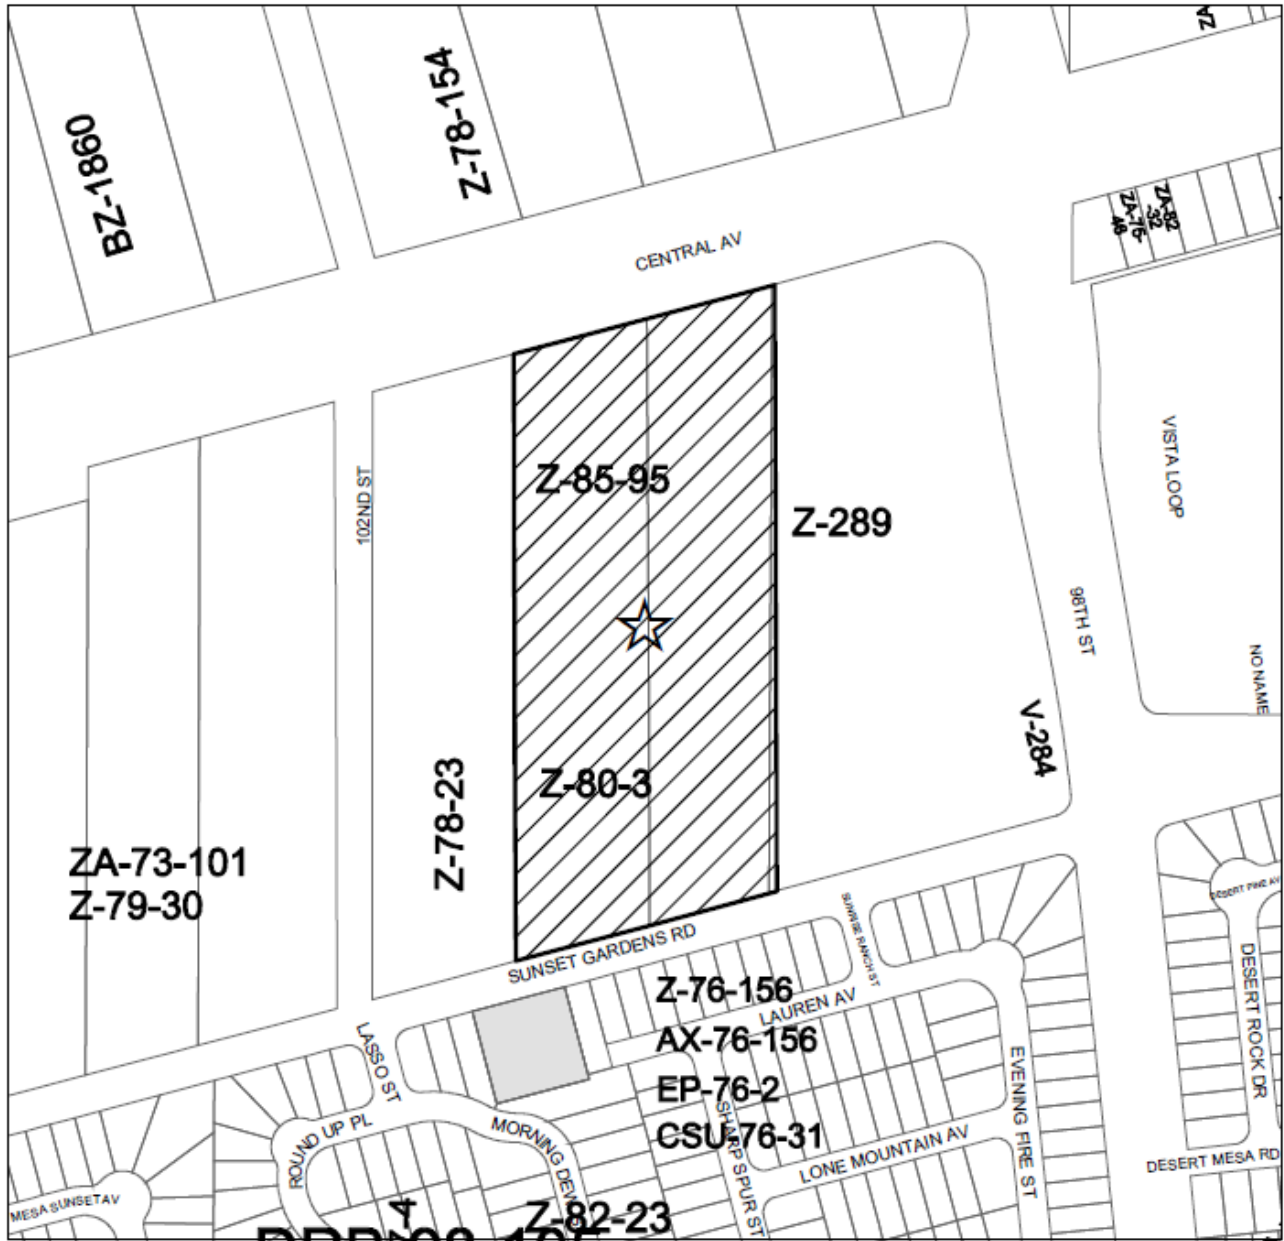 ZA
Z-78-154
BZ-1860
ZA-82
-32
ZA-76-
46
CENTRAL AV
102ND ST
Z-85-95
Z-289
VISTA LOOP
98TH ST
NO NAME
V-284
Z-80-3
Z-78-23
ZA-73-101
Z-79-30
SUNSET GARDENS RD
SUNRISE RANCH ST
DESERT PINE AV
DESERT ROCK DR
Z-76-156
LAUREN AV
AX-76-156
EP-76-2
CSU-76-31
LASSO ST
ROUND UP PL
MORNING DEW
SHARP SPUR ST
LONE MOUNTAIN AV
EVENING FIRE ST
DESERT MESA RD
MESA SUNSET AV
Z-82-23